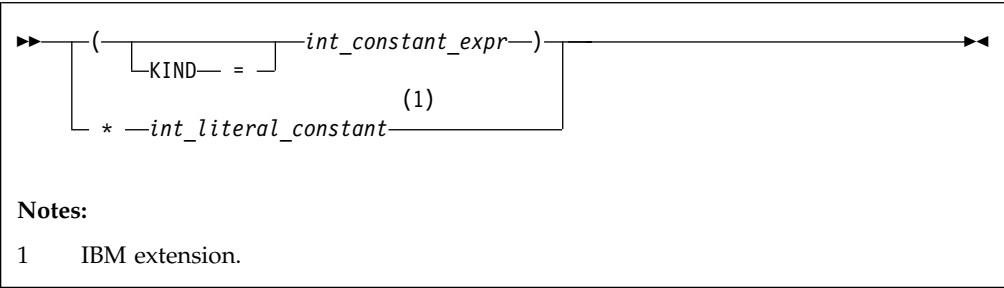 ( int_constant_expr )
KIND =
(1)
* int_literal_constant
Notes:
1 IBM extension.